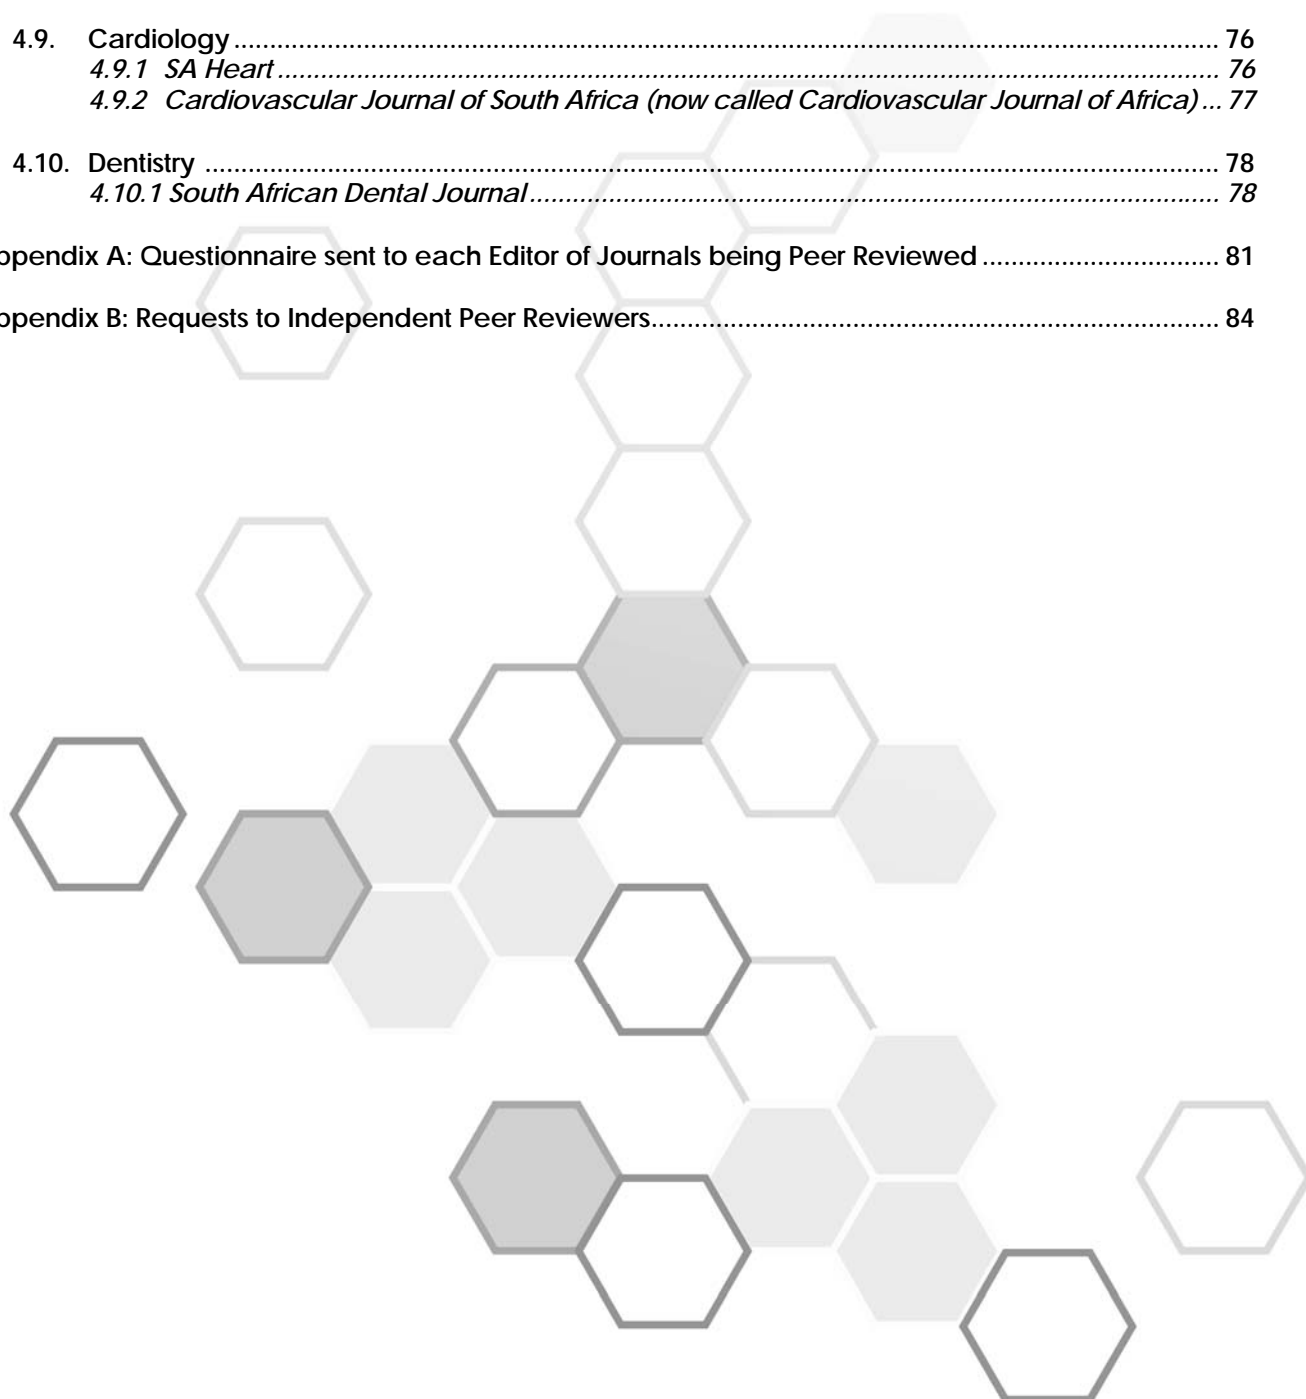 4.9. Cardiology ........................................................................ 76
4.9.1 SA Heart ........................................................................ 76
4.9.2 Cardiovascular Journal of South Africa (now called Cardiovascular Journal of Africa) ... 77
4.10. Dentistry ........................................................................ 78
4.10.1 South African Dental Journal ........................................................................ 78
ppendix A: Questionnaire sent to each Editor of Journals being Peer Reviewed ................................ 81
ppendix B: Requests to Independent Peer Reviewers ........................................................................ 84